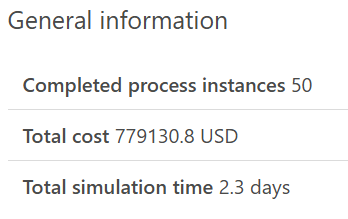 General information
Completed process instances 50
Total cost 779130.8 USD
Total simulation time 2.3 days